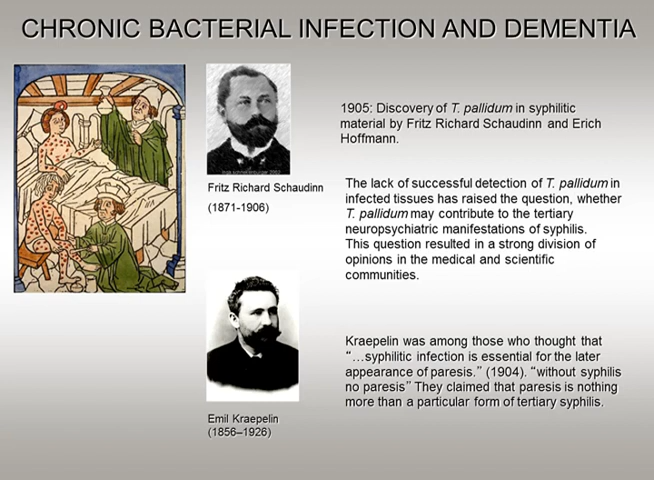 CHRONIC BACTERIAL INFECTION AND DEMENTIA
1905: Discovery of T. pallidum in syphilitic
material by Fritz Richard Schaudinn and Erich
Hoffmann.
Fritz Richard Schaudinn
(1871-1906)
The lack of successful detection of T. pallidum in
infected tissues has raised the question, whether
T. pallidum may contribute to the tertiary
neuropsychiatric manifestations of syphilis.
This question resulted in a strong division of
opinions in the medical and scientific
communities.
Kraepelin was among those who thought that
“…syphilitic infection is essential for the later
appearance of paresis.” (1904). “without syphilis
no paresis” They claimed that paresis is nothing
more than a particular form of tertiary syphilis.
Emil Kraepelin
(1856–1926)